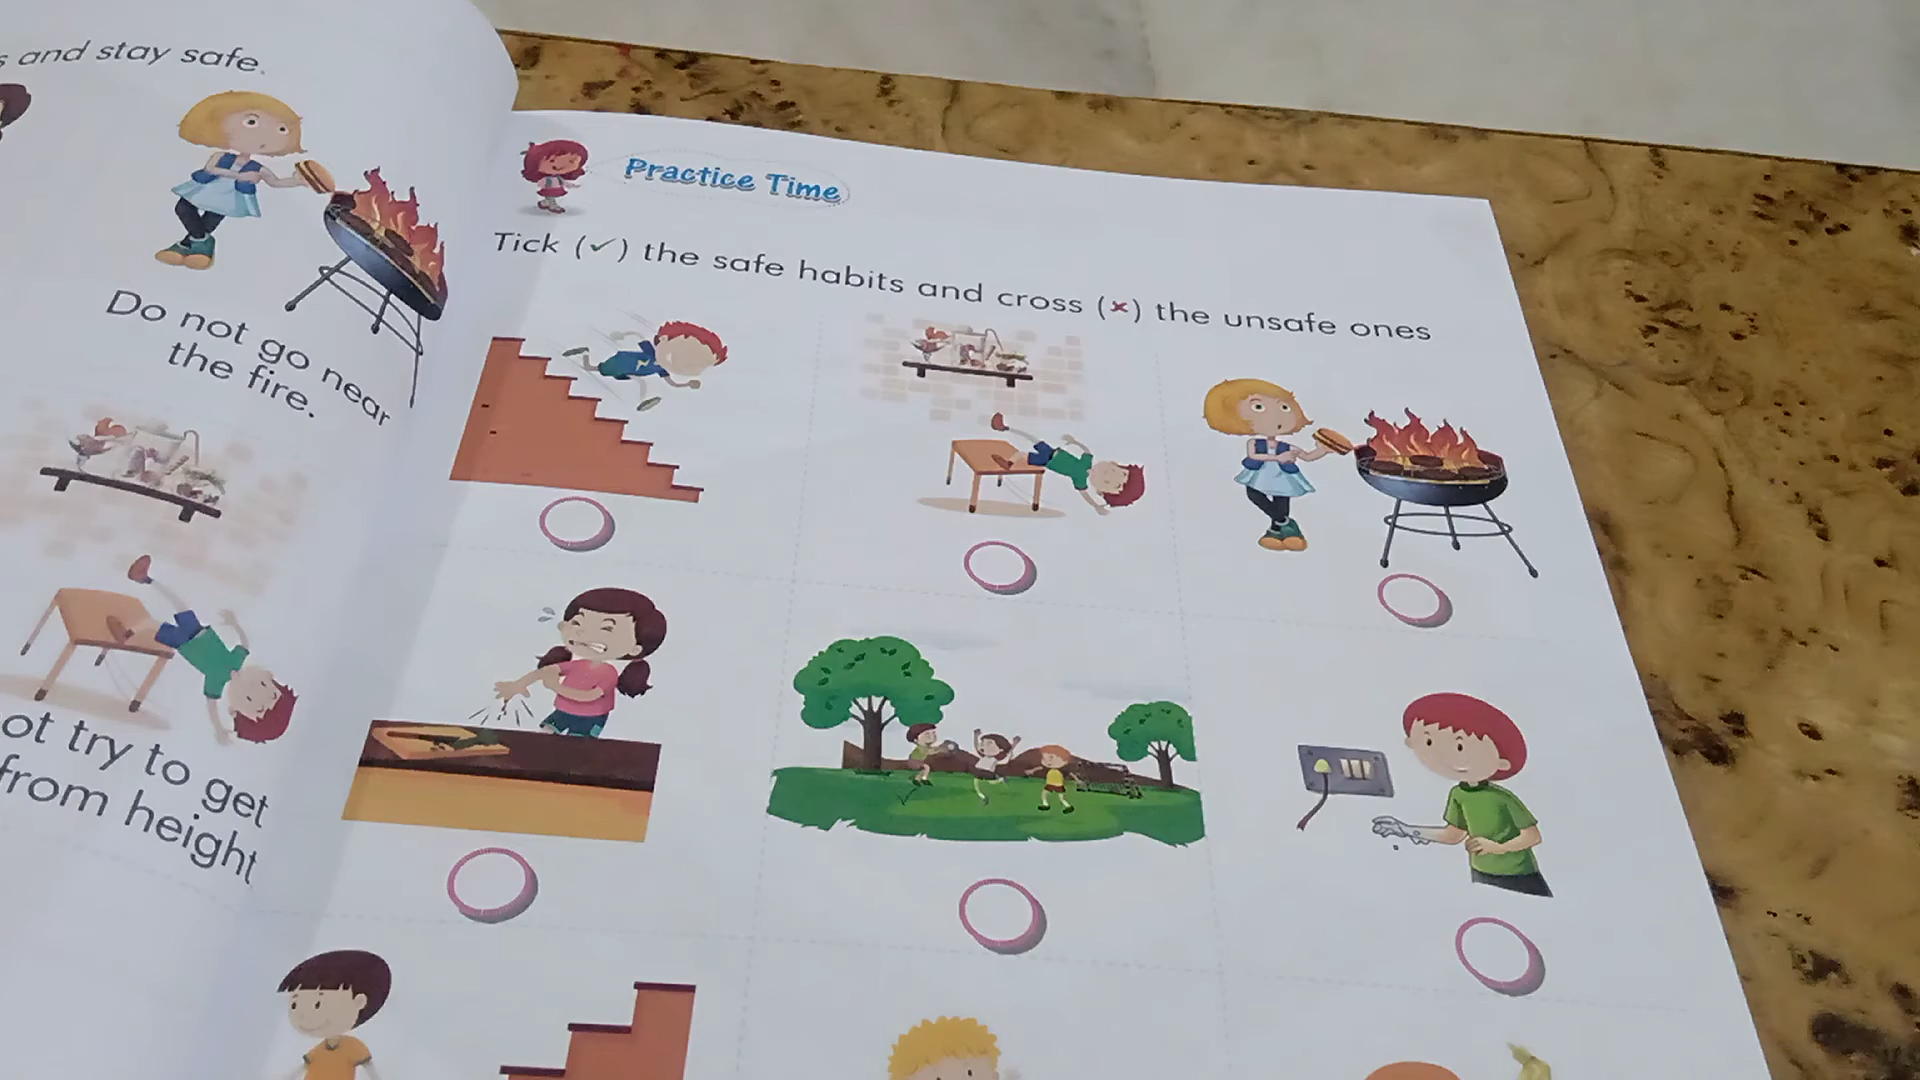 and stay safe.
Do not go near
the fire.
try to get
from height
Practice Time
Tick (✓) the safe habits and cross (×) the unsafe ones